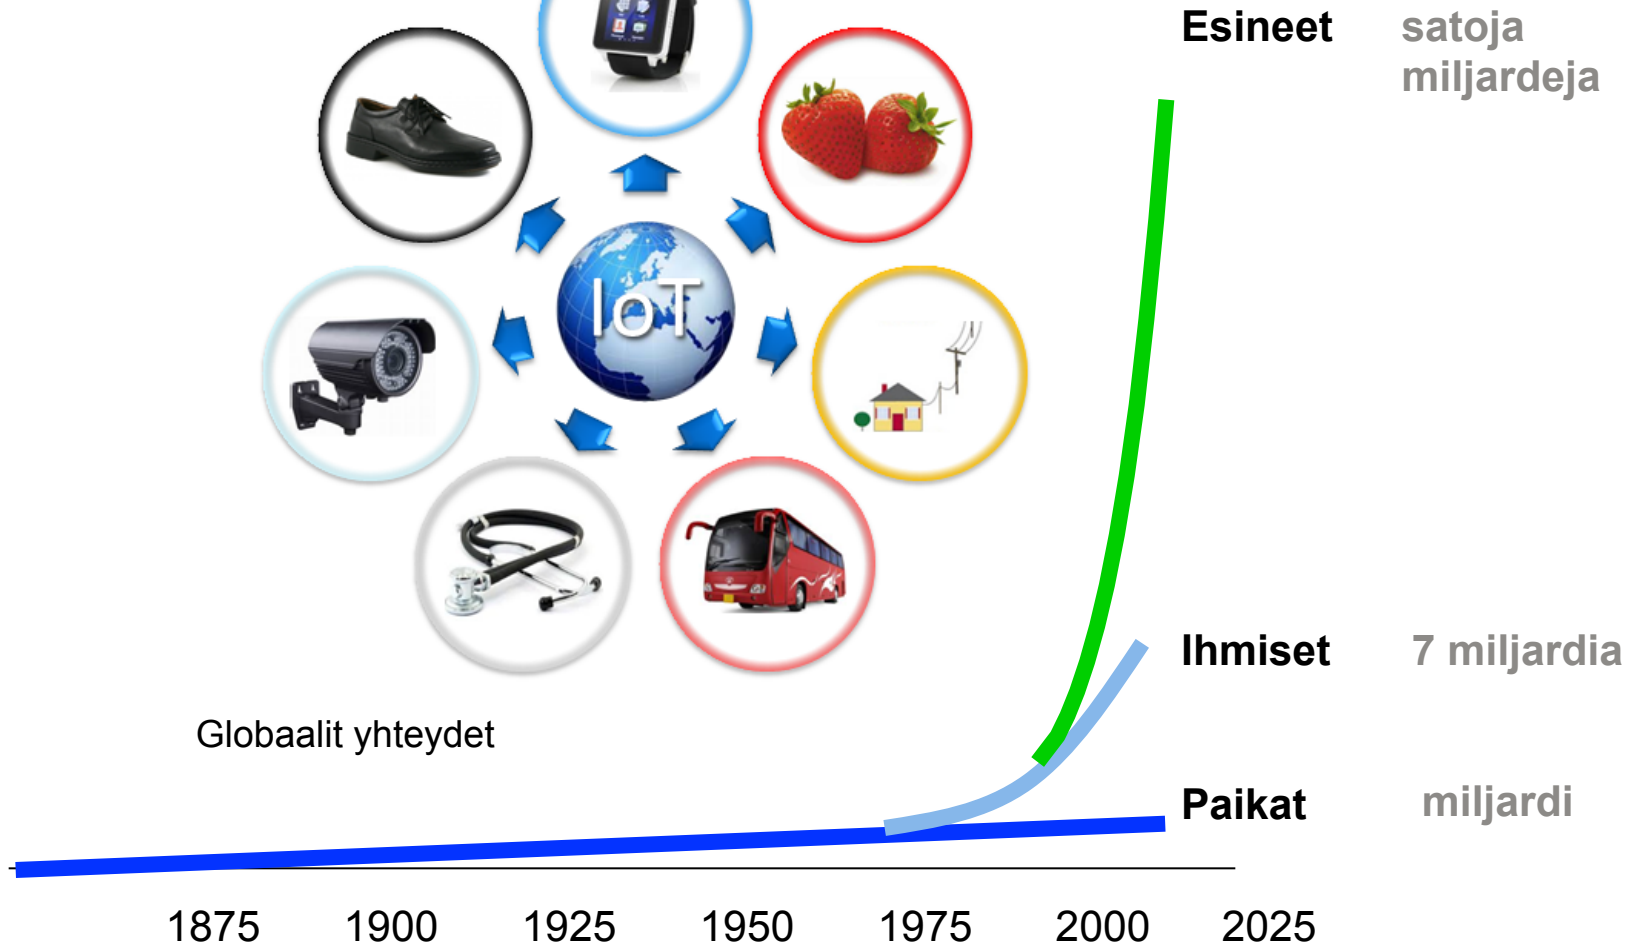 Esineet satoja
miljardeja
IoT
Ihmiset 7 miljardia
Globaalit yhteydet
Paikat miljardi
1875 1900 1925 1950 1975 2000 2025